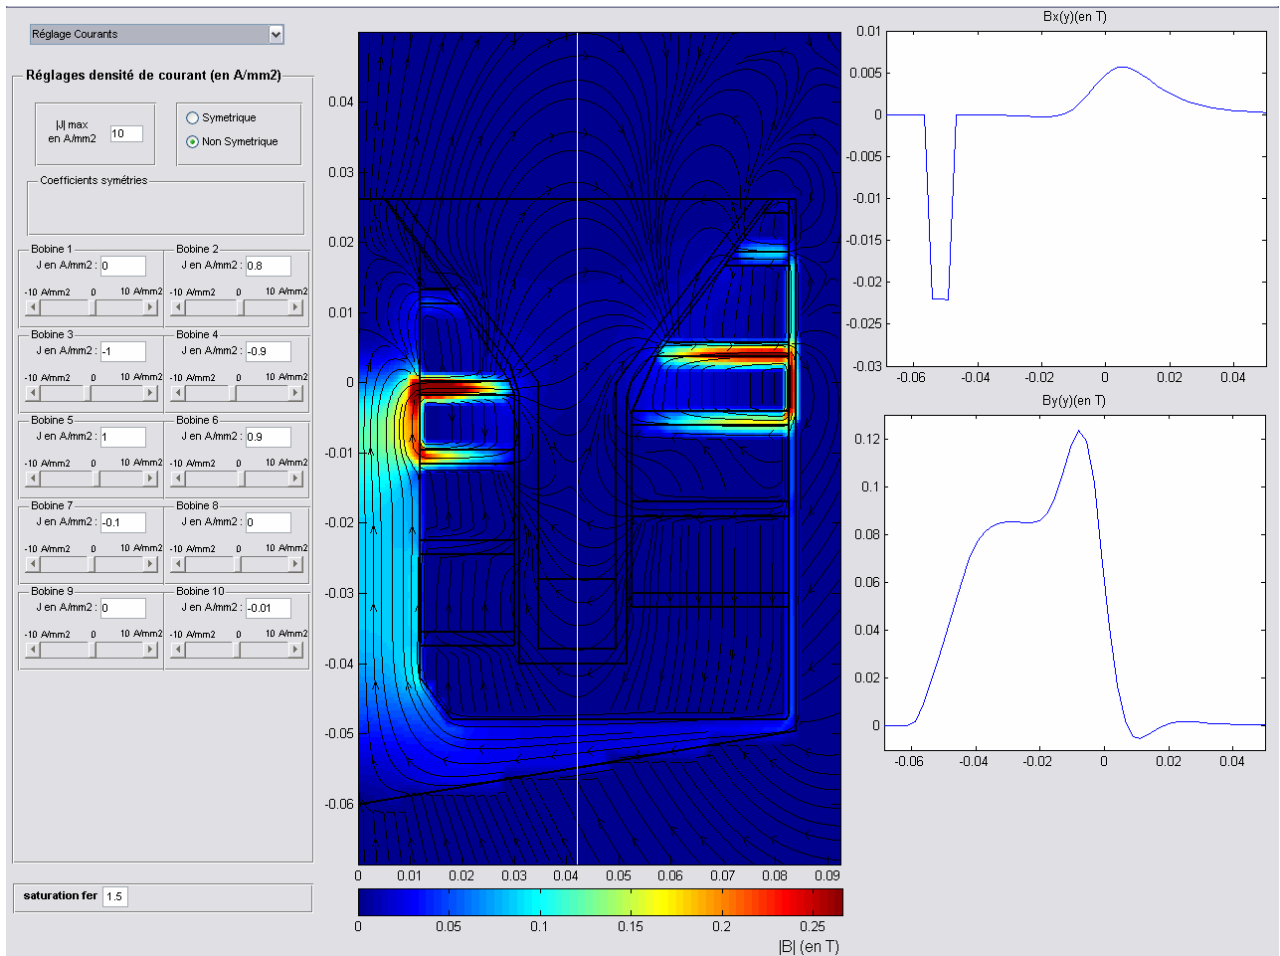 Réglage Courants
Réglages densité de courant (en A/mm2)
|J| max
en A/mm2
10
Symetrique
Non Symetrique
Coefficients symétries
Bobine 1
J en A/mm2 : 0
-10 A/mm2 0 10 A/mm2
Bobine 2
J en A/mm2 : 0.8
-10 A/mm2 0 10 A/mm2
Bobine 3
J en A/mm2 : -1
-10 A/mm2 0 10 A/mm2
Bobine 4
J en A/mm2 : -0.9
-10 A/mm2 0 10 A/mm2
Bobine 5
J en A/mm2 : 1
-10 A/mm2 0 10 A/mm2
Bobine 6
J en A/mm2 : 0.9
-10 A/mm2 0 10 A/mm2
Bobine 7
J en A/mm2 : -0.1
-10 A/mm2 0 10 A/mm2
Bobine 8
J en A/mm2 : 0
-10 A/mm2 0 10 A/mm2
Bobine 9
J en A/mm2 : 0
-10 A/mm2 0 10 A/mm2
Bobine 10
J en A/mm2 : -0.01
-10 A/mm2 0 10 A/mm2
saturation fer 1.5
0.04
0.03
0.02
0.01
0
-0.01
-0.02
-0.03
-0.04
-0.05
-0.06
0 0.01 0.02 0.03 0.04 0.05 0.06 0.07 0.08 0.09
0 0.05 0.1 0.15 0.2 0.25
|B| (en T)
Bx(y)(en T)
0.01
0.005
0
-0.005
-0.01
-0.015
-0.02
-0.025
-0.03
-0.06 -0.04 -0.02 0 0.02 0.04
By(y)(en T)
0.12
0.1
0.08
0.06
0.04
0.02
0
-0.06 -0.04 -0.02 0 0.02 0.04